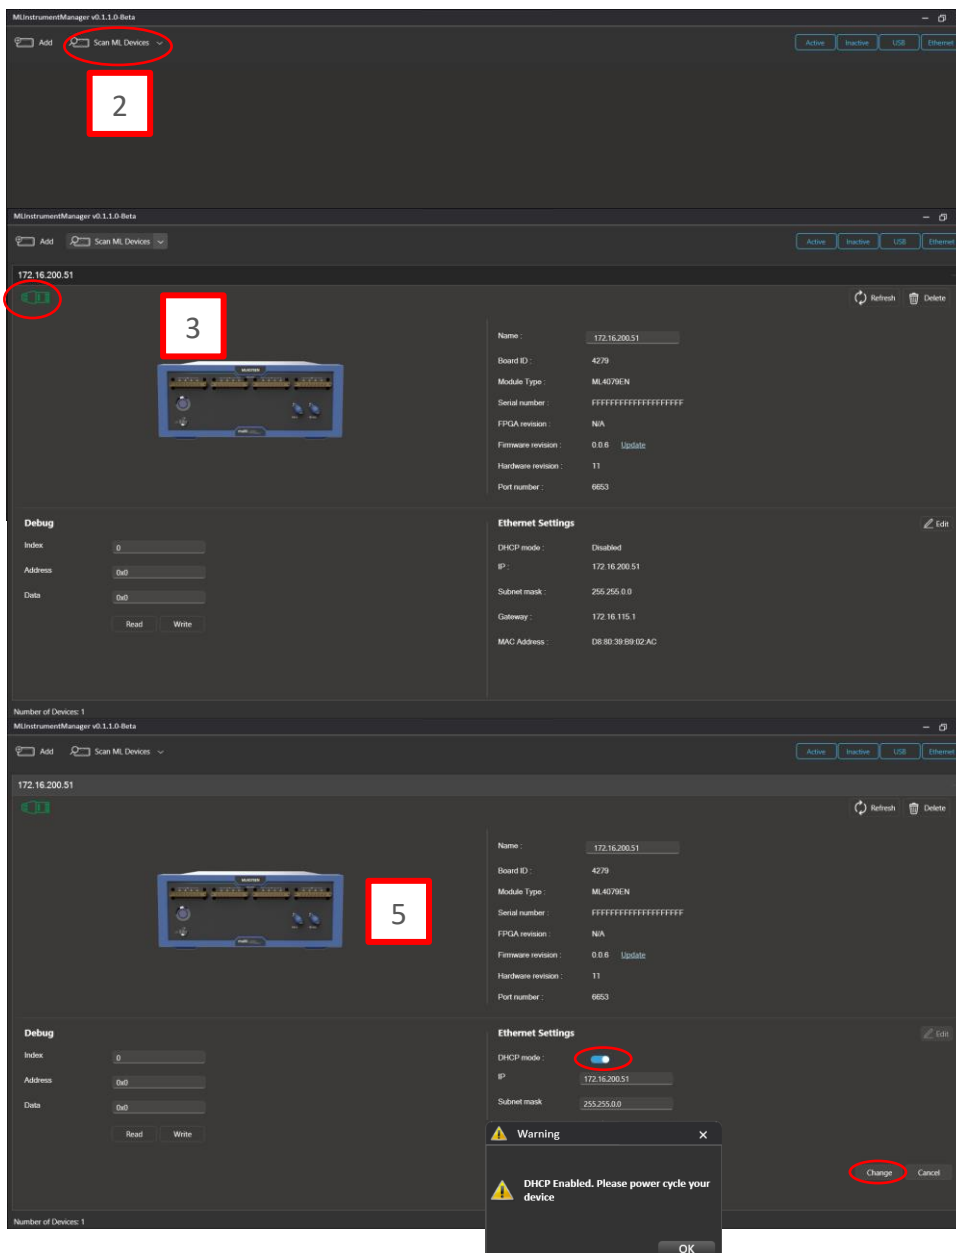 MLInstrumentManager v0.1.1.0-Beta
Add Scan ML Devices Active Inactive USB Ethernet
2
MLInstrumentManager v0.1.1.0-Beta
Add Scan ML Devices Active Inactive USB Ethernet
172.16.200.51
Refresh Delete
3
Name : 172.16.200.51
Board ID : 4279
Module Type : ML4079EN
Serial number : FFFFFFFFFFFFFFFFFFFF
FPGA revision : N/A
Firmware revision : 0.0.6 Update
Hardware revision : 11
Port number : 6653
Debug
Index 0
Address 0x0
Data 0x0
Read Write
Ethernet Settings Edit
DHCP mode : Disabled
IP : 172.16.200.51
Subnet mask : 255.255.0.0
Gateway : 172.16.115.1
MAC Address : D8:80:39:B9:02:AC
Number of Devices: 1
MLInstrumentManager v0.1.1.0-Beta
Add Scan ML Devices Active Inactive USB Ethernet
172.16.200.51
Refresh Delete
5
Name : 172.16.200.51
Board ID : 4279
Module Type : ML4079EN
Serial number : FFFFFFFFFFFFFFFFFFFF
FPGA revision : N/A
Firmware revision : 0.0.6 Update
Hardware revision : 11
Port number : 6653
Debug
Index 0
Address 0x0
Data 0x0
Read Write
Ethernet Settings Edit
DHCP mode :
IP 172.16.200.51
Subnet mask 255.255.0.0
Warning
DHCP Enabled. Please power cycle your
device
OK
Change Cancel
Number of Devices: 1